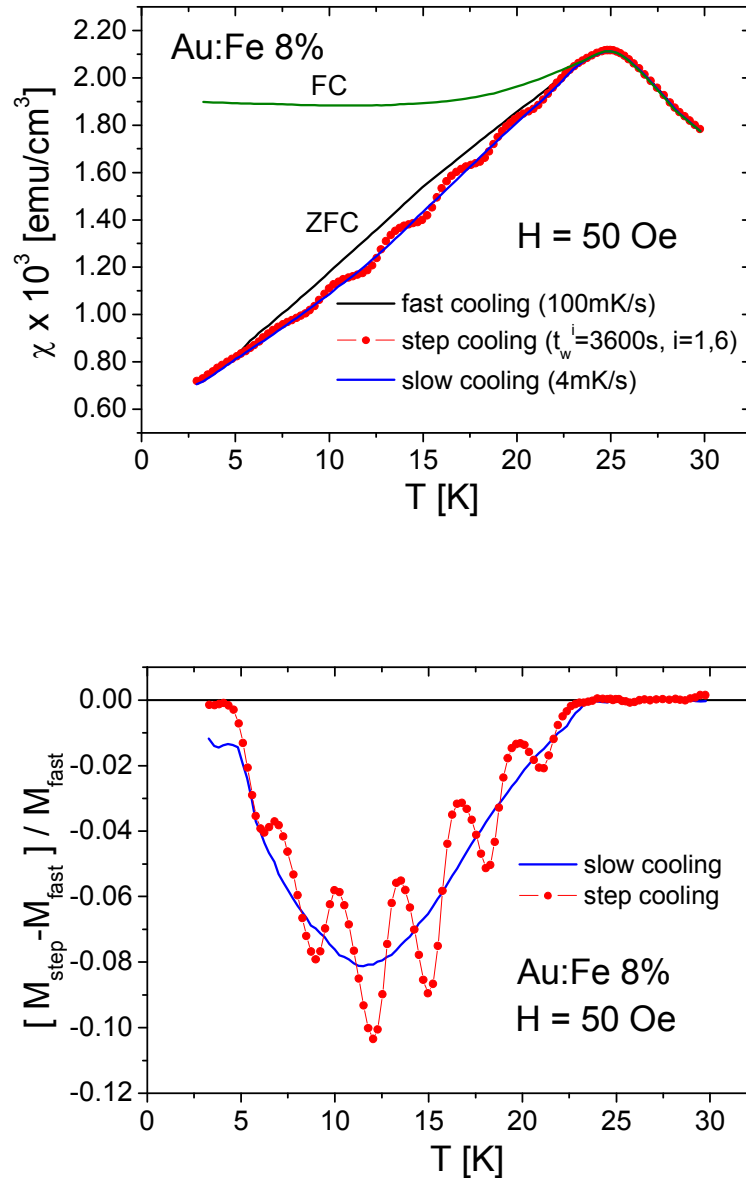 Au:Fe 8%
FC
ZFC
H = 50 Oe
fast cooling (100mK/s)
step cooling (t_w^i=3600s, i=1,6)
slow cooling (4mK/s)
χ x 10³ [emu/cm³]
2.20
2.00
1.80
1.60
1.40
1.20
1.00
0.80
0.60
0 5 10 15 20 25 30
T [K]
[ M_step-M_fast ] / M_fast
0.00
-0.02
-0.04
-0.06
-0.08
-0.10
-0.12
slow cooling
step cooling
Au:Fe 8%
H = 50 Oe
0 5 10 15 20 25 30
T [K]